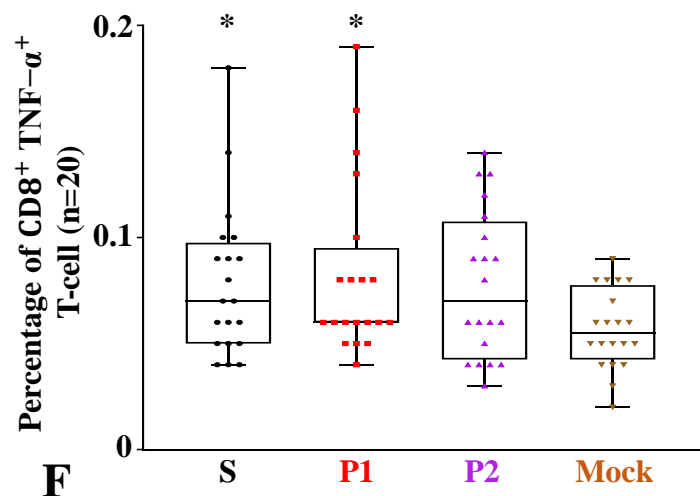 Percentage of CD8⁺ TNF−α⁺
T-cell (n=20)
0.2
0.1
0
* *
S P1 P2 Mock
F